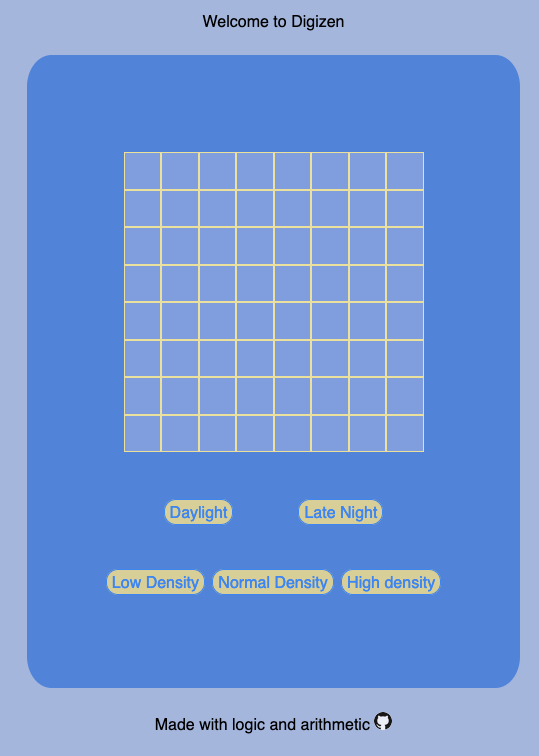 Welcome to Digizen
Daylight Late Night
Low Density Normal Density High density
Made with logic and arithmetic